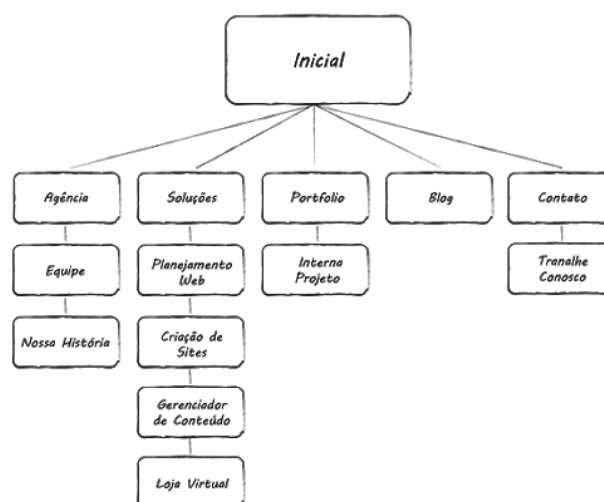 Inicial
Agência
Soluções
Portfolio
Blog
Contato
Equipe
Planejamento
Web
Interna
Projeto
Tranalhe
Conosco
Nossa História
Criação de
Sites
Gerenciador
de Conteúdo
Loja Virtual